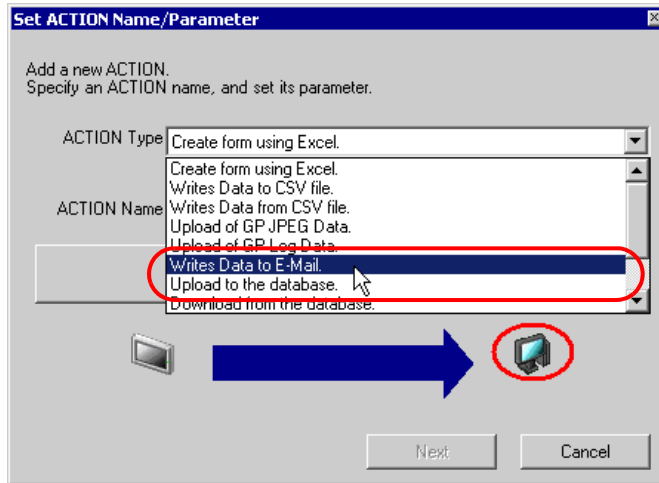 Set ACTION Name/Parameter
Add a new ACTION.
Specify an ACTION name, and set its parameter.
ACTION Type
Create form using Excel.
Create form using Excel.
Writes Data to CSV file.
ACTION Name
Writes Data from CSV file.
Upload of GP JPEG Data.
Upload of GP Log Data.
Writes Data to E-Mail.
Upload to the database.
Download from the database.
Next
Cancel